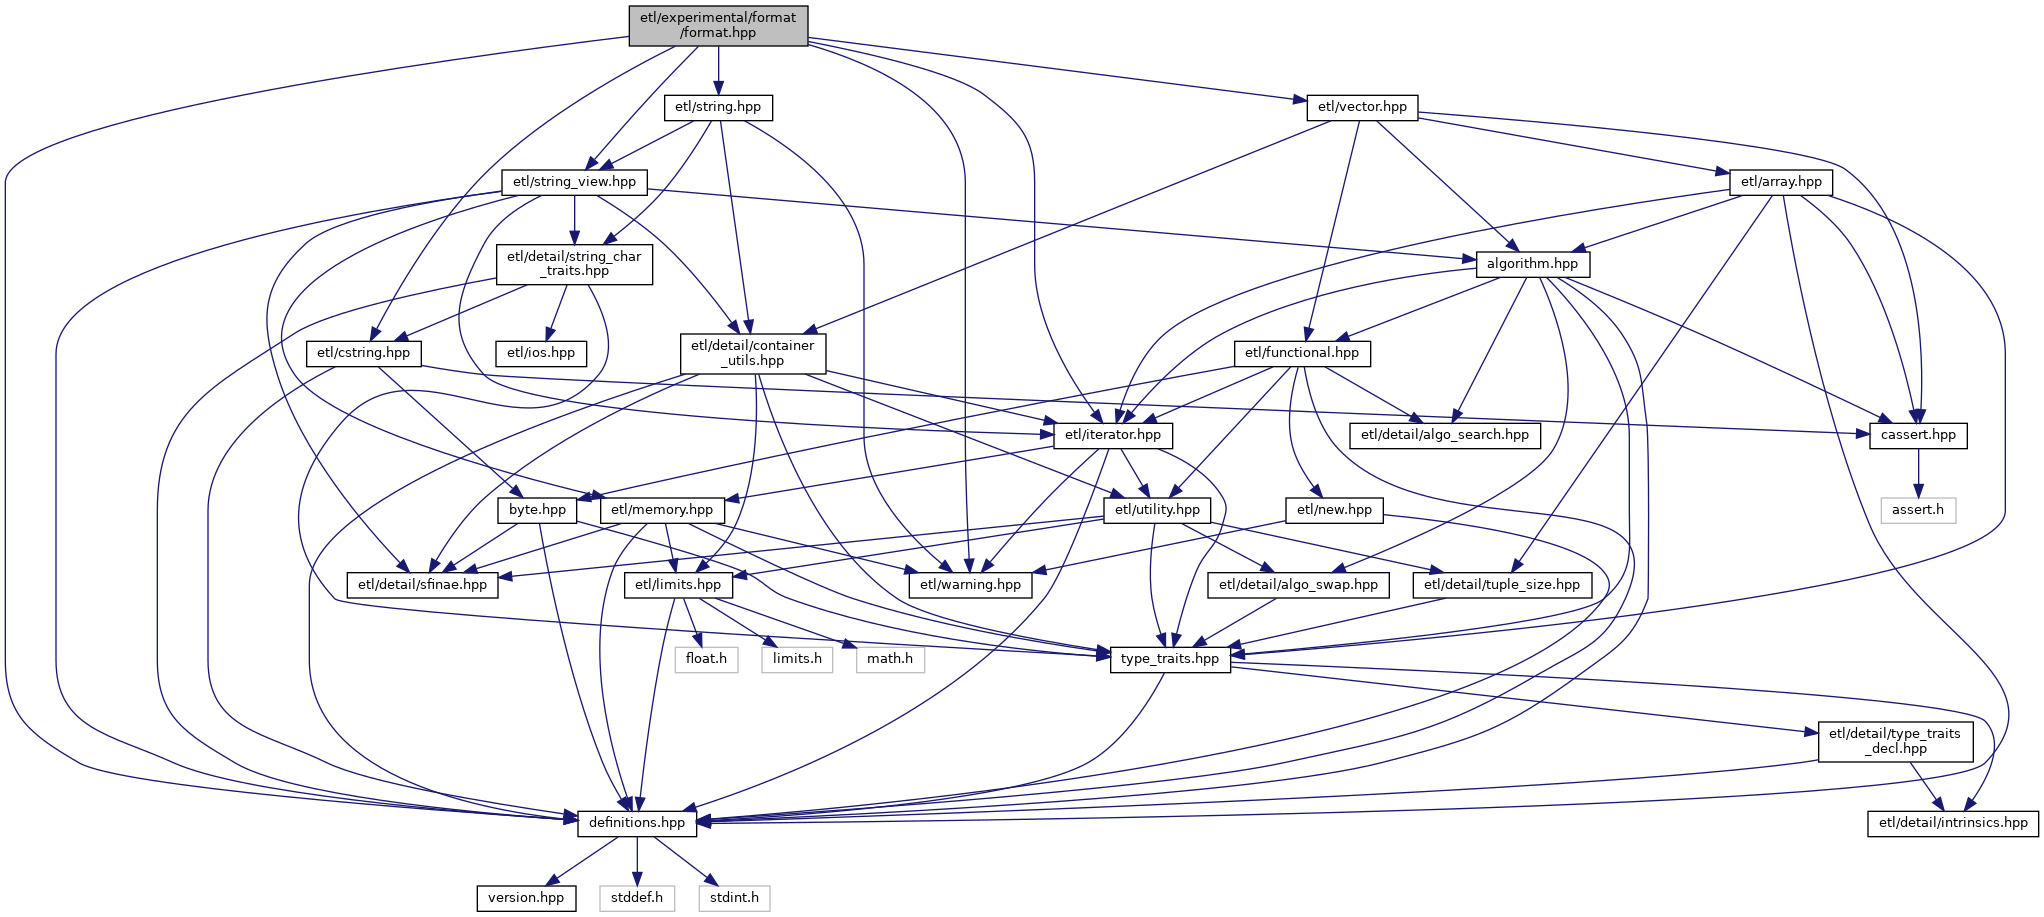 etl/experimental/format
/format.hpp
etl/string.hpp
etl/vector.hpp
etl/string_view.hpp
etl/array.hpp
etl/detail/string_char
_traits.hpp
algorithm.hpp
etl/cstring.hpp
etl/ios.hpp
etl/detail/container
_utils.hpp
etl/functional.hpp
etl/iterator.hpp
etl/detail/algo_search.hpp
cassert.hpp
byte.hpp
etl/memory.hpp
etl/utility.hpp
etl/new.hpp
assert.h
etl/detail/sfinae.hpp
etl/limits.hpp
etl/warning.hpp
etl/detail/algo_swap.hpp
etl/detail/tuple_size.hpp
float.h
limits.h
math.h
type_traits.hpp
etl/detail/type_traits
_decl.hpp
definitions.hpp
etl/detail/intrinsics.hpp
version.hpp
stddef.h
stdint.h